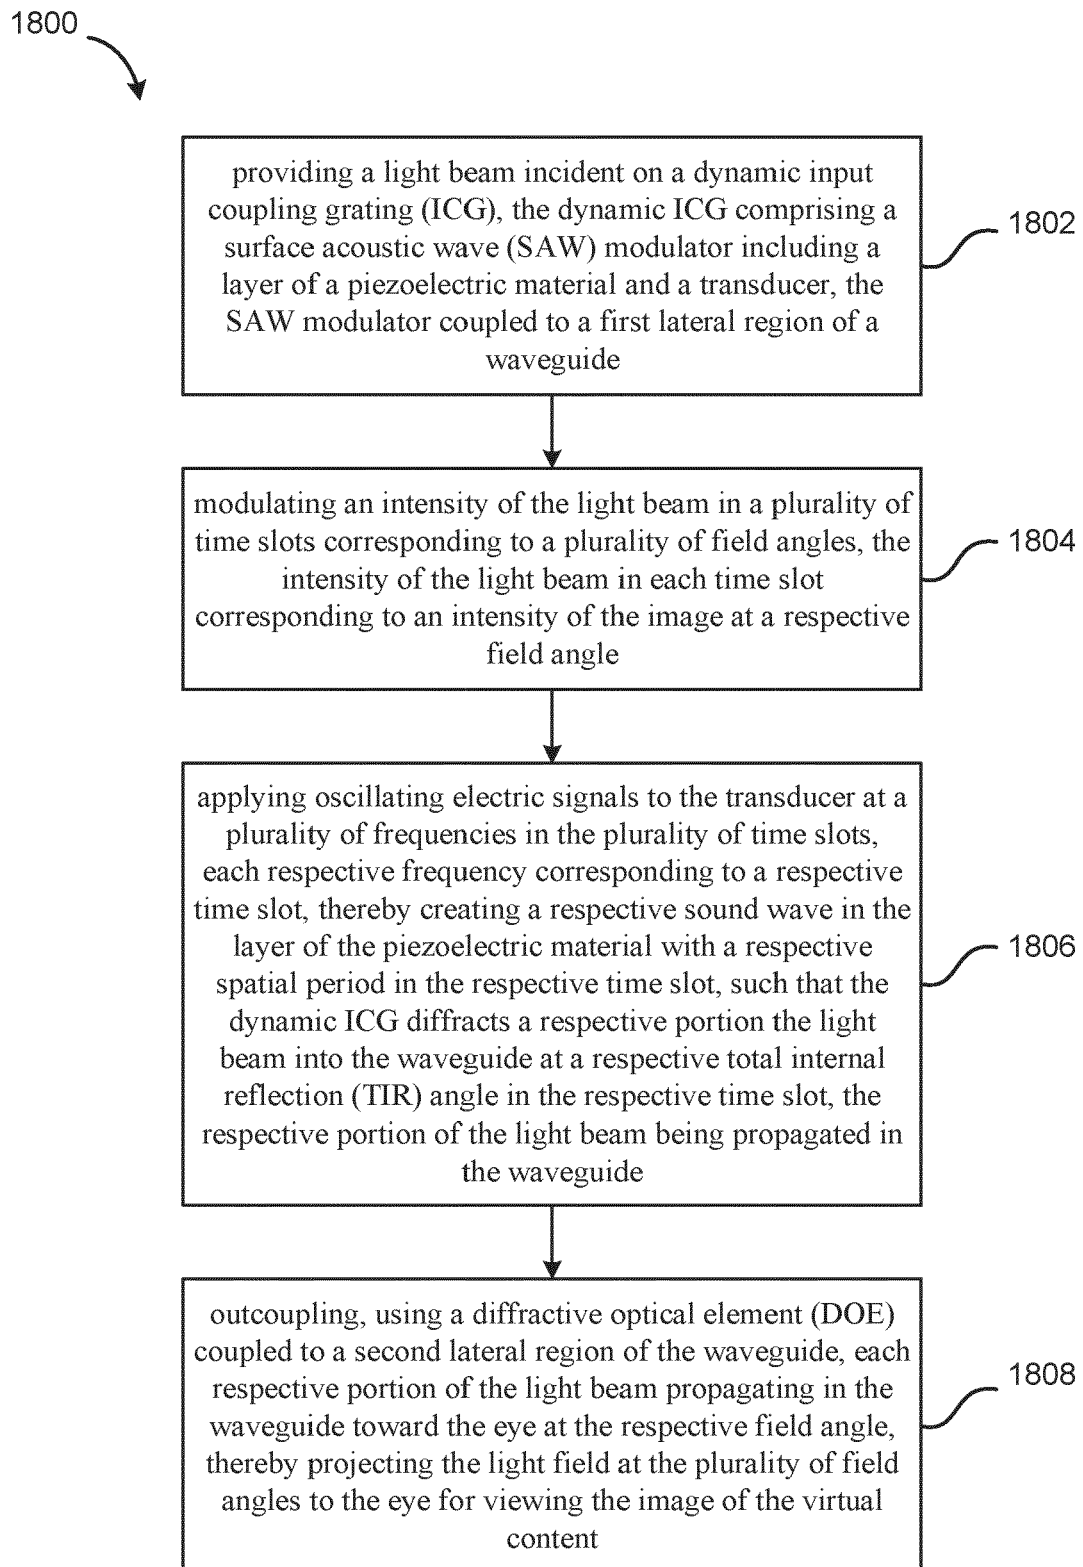 1800
providing a light beam incident on a dynamic input
coupling grating (ICG), the dynamic ICG comprising a
surface acoustic wave (SAW) modulator including a
layer of a piezoelectric material and a transducer, the
SAW modulator coupled to a first lateral region of a
waveguide
1802
modulating an intensity of the light beam in a plurality of
time slots corresponding to a plurality of field angles, the
intensity of the light beam in each time slot
corresponding to an intensity of the image at a respective
field angle
1804
applying oscillating electric signals to the transducer at a
plurality of frequencies in the plurality of time slots,
each respective frequency corresponding to a respective
time slot, thereby creating a respective sound wave in the
layer of the piezoelectric material with a respective
spatial period in the respective time slot, such that the
dynamic ICG diffracts a respective portion the light
beam into the waveguide at a respective total internal
reflection (TIR) angle in the respective time slot, the
respective portion of the light beam being propagated in
the waveguide
1806
outcoupling, using a diffractive optical element (DOE)
coupled to a second lateral region of the waveguide, each
respective portion of the light beam propagating in the
waveguide toward the eye at the respective field angle,
thereby projecting the light field at the plurality of field
angles to the eye for viewing the image of the virtual
content
1808